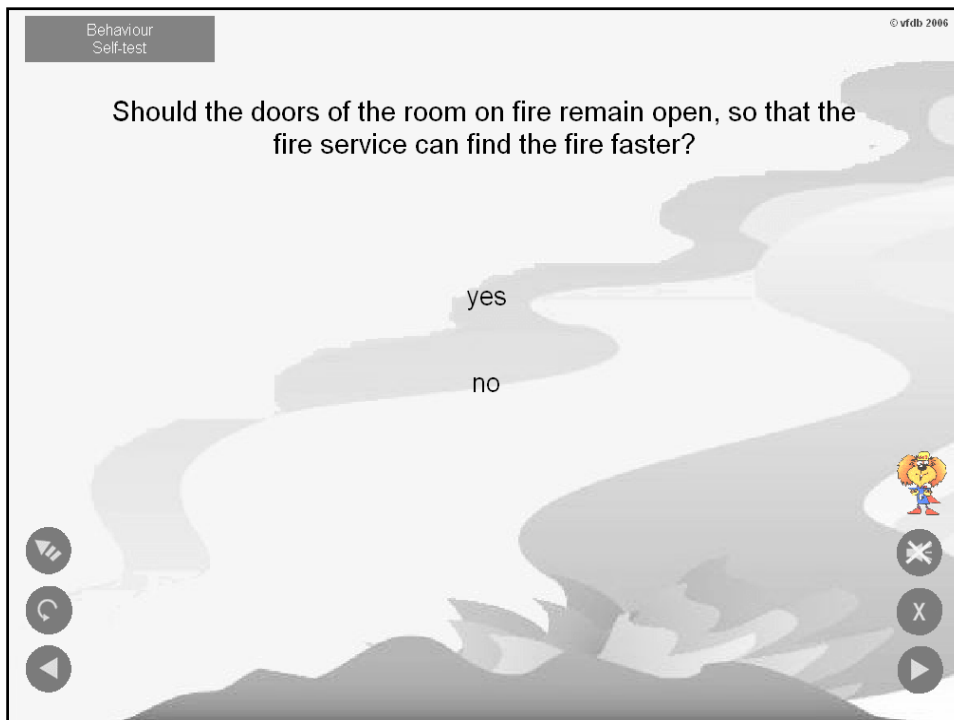 Behaviour
Self-test
© vfdb 2006
Should the doors of the room on fire remain open, so that the
fire service can find the fire faster?
yes
no
X